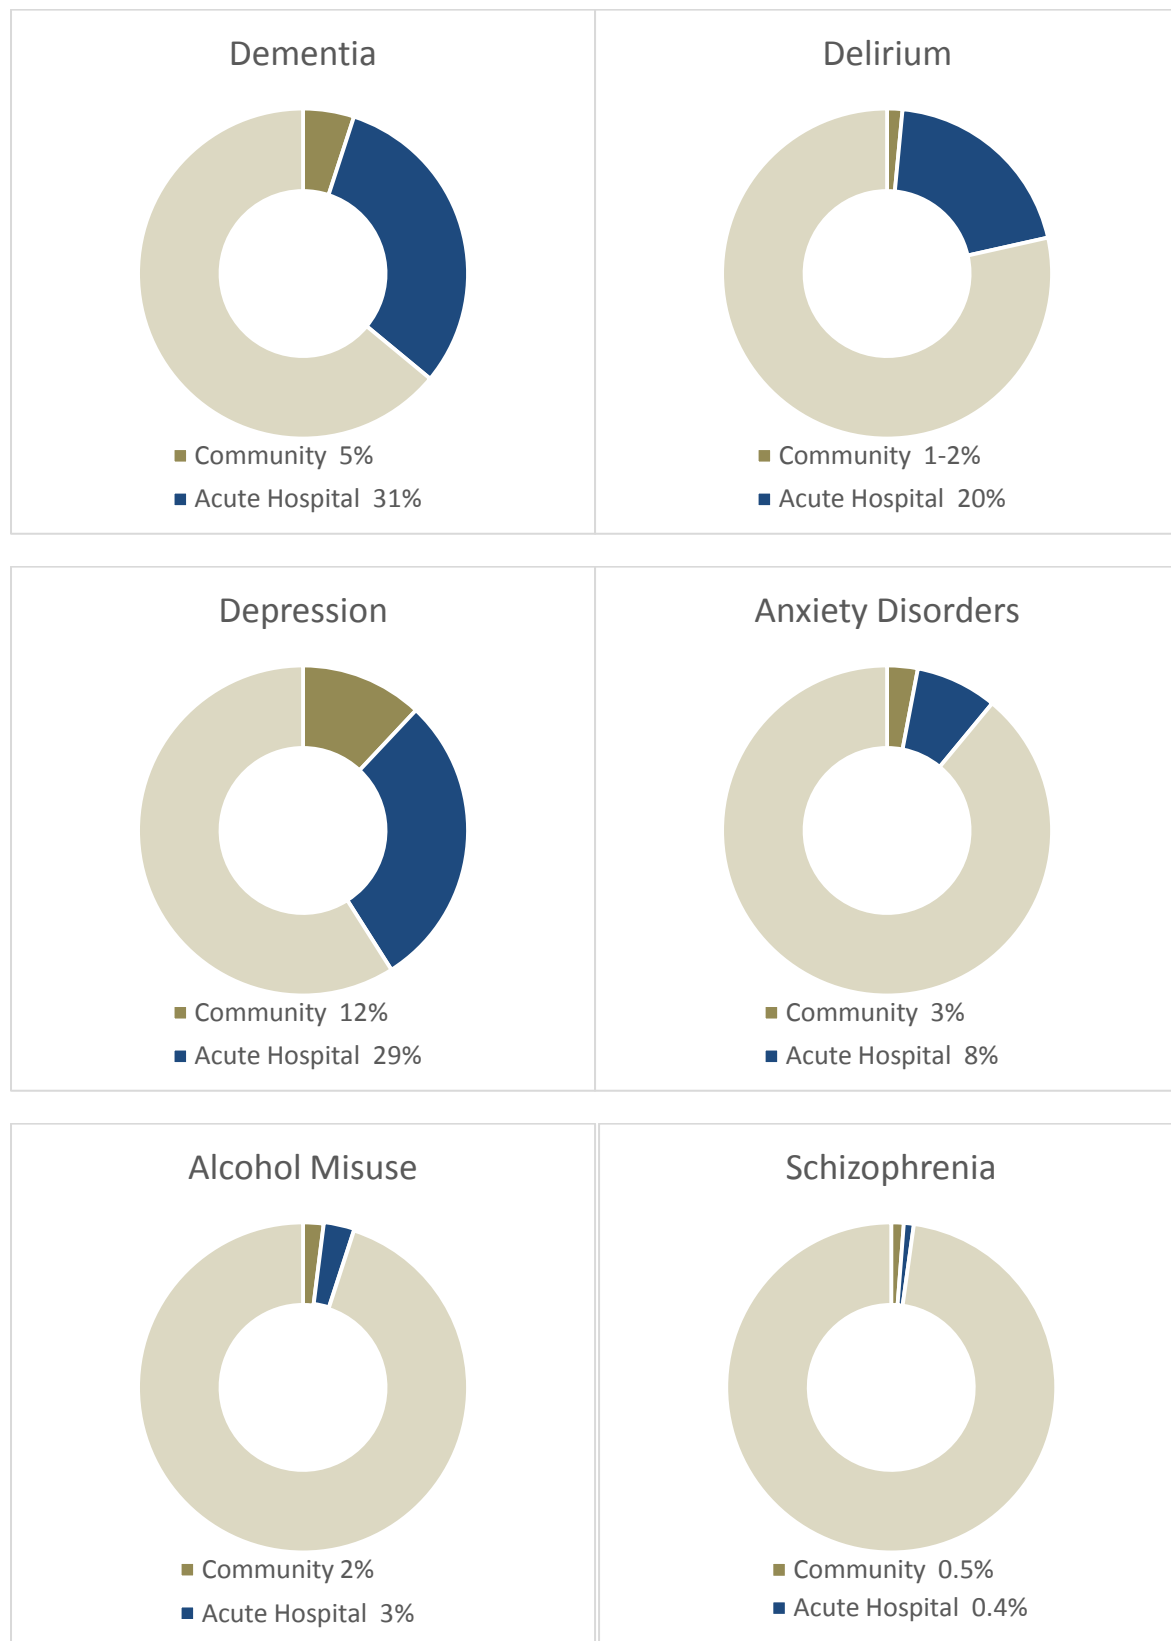 Dementia
Community 5%
Acute Hospital 31%
Delirium
Community 1-2%
Acute Hospital 20%
Depression
Community 12%
Acute Hospital 29%
Anxiety Disorders
Community 3%
Acute Hospital 8%
Alcohol Misuse
Community 2%
Acute Hospital 3%
Schizophrenia
Community 0.5%
Acute Hospital 0.4%